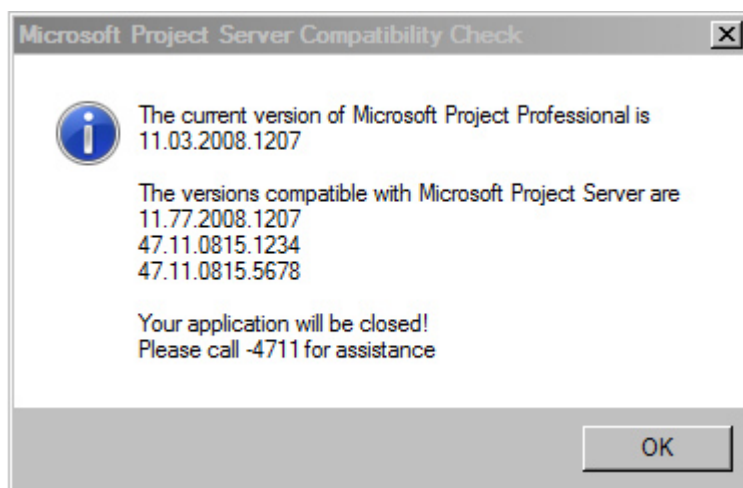 Microsoft Project Server Compatibility Check
The current version of Microsoft Project Professional is
11.03.2008.1207
The versions compatible with Microsoft Project Server are
11.77.2008.1207
47.11.0815.1234
47.11.0815.5678
Your application will be closed!
Please call -4711 for assistance
OK